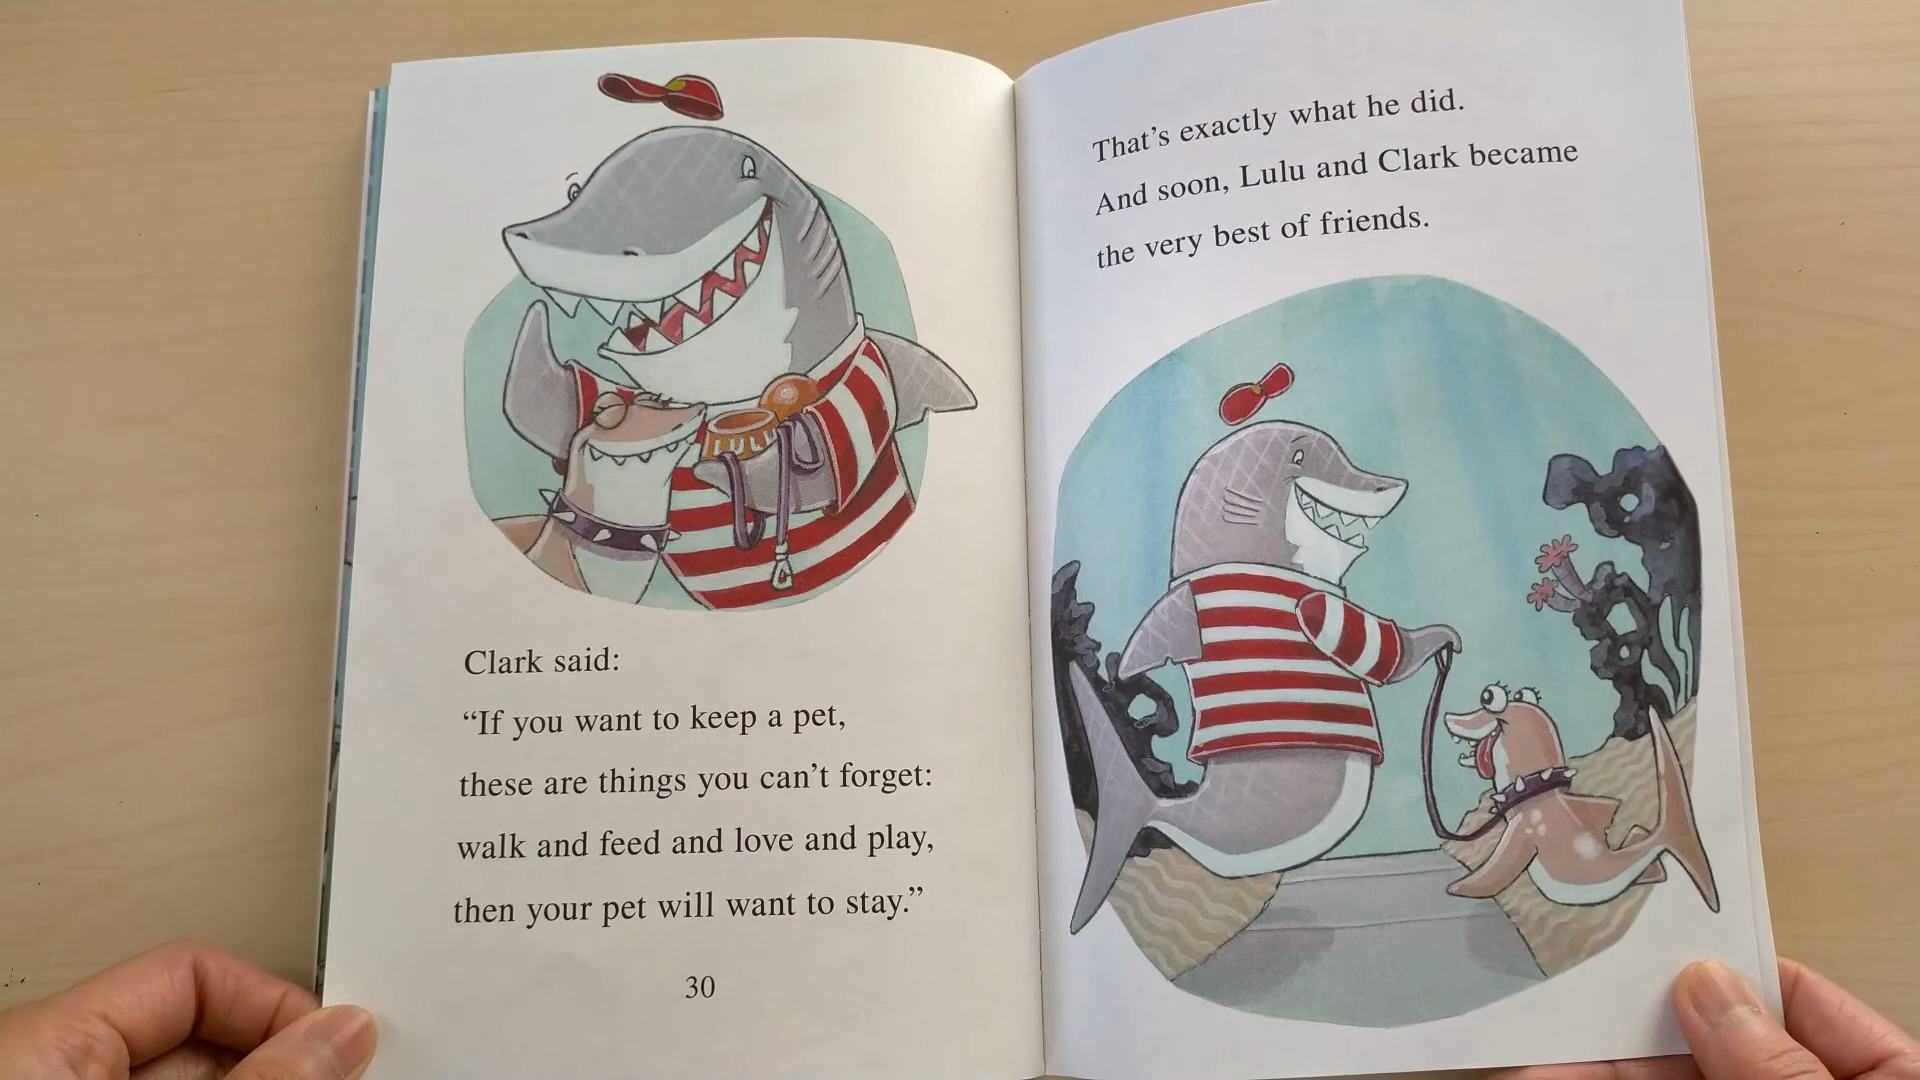 LULU
Clark said:
“If you want to keep a pet,
these are things you can’t forget:
walk and feed and love and play,
then your pet will want to stay.”
30
That’s exactly what he did.
And soon, Lulu and Clark became
the very best of friends.